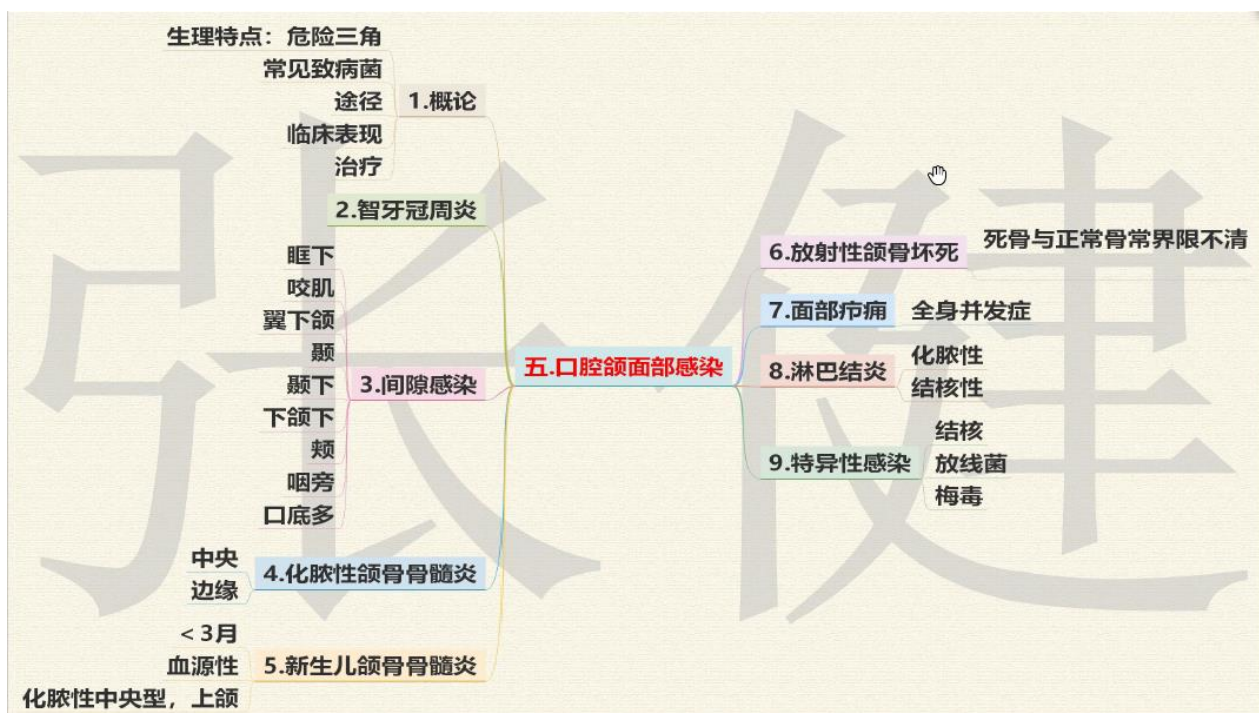 五.口腔颌面部感染
1.概论
生理特点：危险三角
常见致病菌
途径
临床表现
治疗
2.智牙冠周炎
3.间隙感染
眶下
咬肌
翼下颌
颞
颞下
下颌下
颊
咽旁
口底多
4.化脓性颌骨骨髓炎
中央
边缘
5.新生儿颌骨骨髓炎
＜3月
血源性
化脓性中央型，上颌
6.放射性颌骨坏死
死骨与正常骨常界限不清
7.面部疖痈
全身并发症
8.淋巴结炎
化脓性
结核性
9.特异性感染
结核
放线菌
梅毒
张健